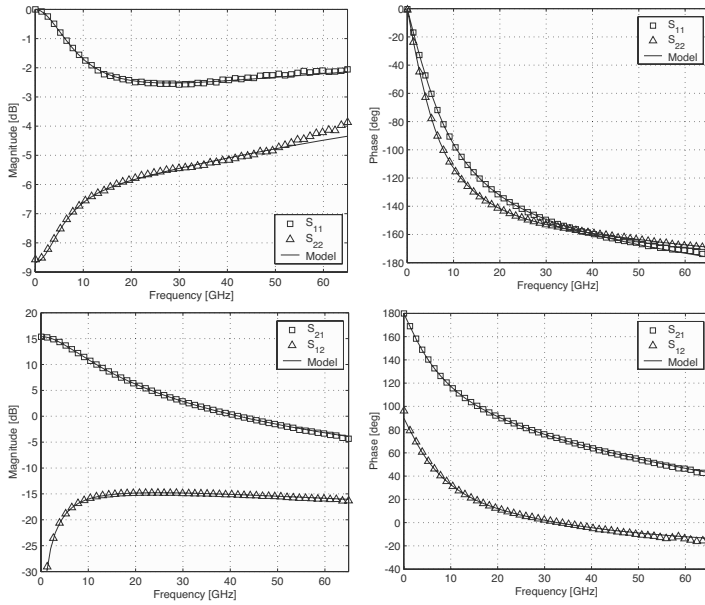 0
-1
-2
-3
-4
-5
-6
-7
-8
-9
Magnitude [dB]
S11
S22
Model
0 10 20 30 40 50 60
Frequency [GHz]
0
-20
-40
-60
-80
-100
-120
-140
-160
-180
Phase [deg]
S11
S22
Model
0 10 20 30 40 50 60
Frequency [GHz]
20
15
10
5
0
-5
-10
-15
-20
-25
-30
Magnitude [dB]
S21
S12
Model
0 10 20 30 40 50 60
Frequency [GHz]
180
160
140
120
100
80
60
40
20
0
-20
-40
Phase [deg]
S21
S12
Model
0 10 20 30 40 50 60
Frequency [GHz]